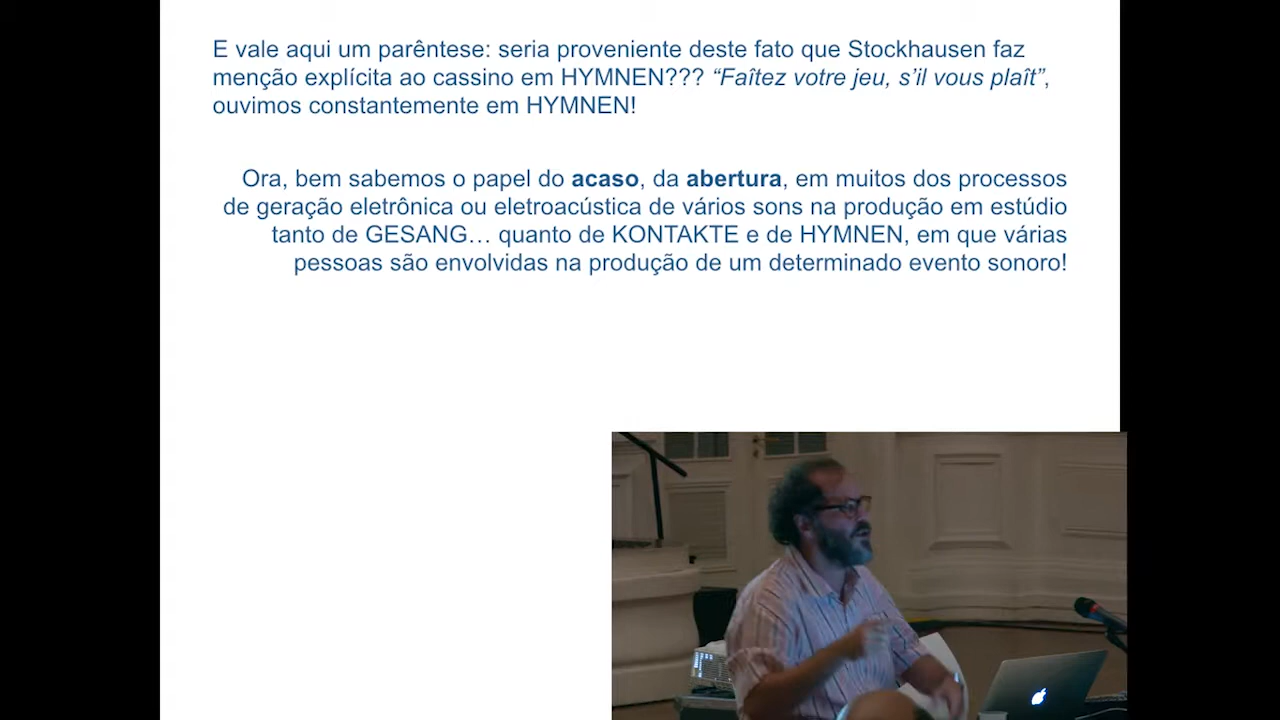 E vale aqui um parêntese: seria proveniente deste fato que Stockhausen faz
menção explícita ao cassino em HYMNEN??? “Faîtez votre jeu, s’il vous plaît”,
ouvimos constantemente em HYMNEN!
Ora, bem sabemos o papel do acaso, da abertura, em muitos dos processos
de geração eletrônica ou eletroacústica de vários sons na produção em estúdio
tanto de GESANG… quanto de KONTAKTE e de HYMNEN, em que várias
pessoas são envolvidas na produção de um determinado evento sonoro!